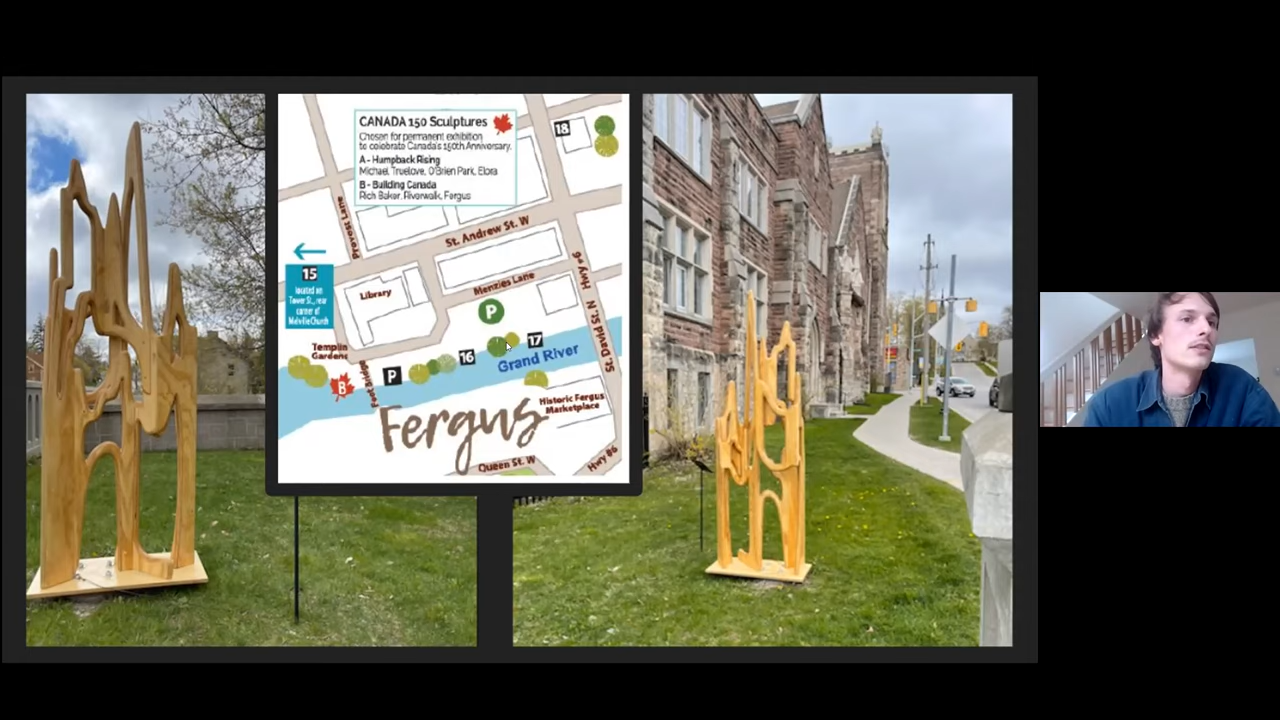 CANADA 150 Sculptures
Chosen for permanent exhibition
to celebrate Canada's 150th Anniversary.
A - Humpback Rising
Michael Truelove, O'Brien Park, Elora
B - Building Canada
Rich Baker, Riverwalk, Fergus
18
Provost Lane
St. Andrew St. W
Hwy #6
15
located on
Tower St., rear
corner of
Melville Church
Library
Menzies Lane
P
St. David St. N
17
16
Grand River
Templin
Gardens
B
Foot Bridge
P
Historic Fergus
Marketplace
Fergus
Queen St. W
Hwy #6